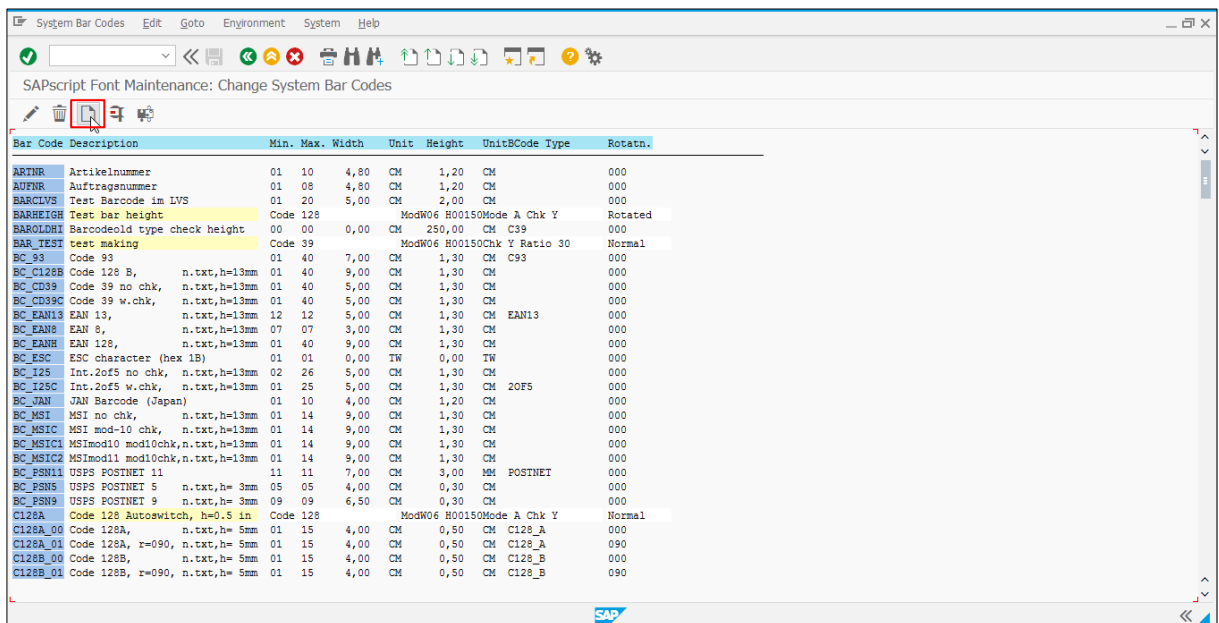 System Bar Codes Edit Goto Environment System Help
SAPscript Font Maintenance: Change System Bar Codes
Bar Code Description Min. Max. Width Unit Height UnitBCode Type Rotatn.
ARTNR Artikelnummer 01 10 4,80 CM 1,20 CM 000
AUFNR Auftragsnummer 01 08 4,80 CM 1,20 CM 000
BARCLVS Test Barcode im LVS 01 20 5,00 CM 2,00 CM 000
BARHEIGH Test bar height Code 128 ModW06 H00150Mode A Chk Y Rotated
BAROLDHI Barcodeold type check height 00 00 0,00 CM 250,00 CM C39 000
BAR_TEST test making Code 39 ModW06 H00150Chk Y Ratio 30 Normal
BC_93 Code 93 01 40 7,00 CM 1,30 CM C93 000
BC_C128B Code 128 B, n.txt,h=13mm 01 40 9,00 CM 1,30 CM 000
BC_CD39 Code 39 no chk, n.txt,h=13mm 01 40 5,00 CM 1,30 CM 000
BC_CD39C Code 39 w.chk, n.txt,h=13mm 01 40 5,00 CM 1,30 CM 000
BC_EAN13 EAN 13, n.txt,h=13mm 12 12 5,00 CM 1,30 CM EAN13 000
BC_EAN8 EAN 8, n.txt,h=13mm 07 07 3,00 CM 1,30 CM 000
BC_EANH EAN 128, n.txt,h=13mm 01 40 9,00 CM 1,30 CM 000
BC_ESC ESC character (hex 1B) 01 01 0,00 TW 0,00 TW 000
BC_I25 Int.2of5 no chk, n.txt,h=13mm 02 26 5,00 CM 1,30 CM 000
BC_I25C Int.2of5 w.chk, n.txt,h=13mm 01 25 5,00 CM 1,30 CM 2OF5 000
BC_JAN JAN Barcode (Japan) 01 10 4,00 CM 1,20 CM 000
BC_MSI MSI no chk, n.txt,h=13mm 01 14 9,00 CM 1,30 CM 000
BC_MSIC MSI mod-10 chk, n.txt,h=13mm 01 14 9,00 CM 1,30 CM 000
BC_MSIC1 MSImod10 mod10chk,n.txt,h=13mm 01 14 9,00 CM 1,30 CM 000
BC_MSIC2 MSImod11 mod10chk,n.txt,h=13mm 01 14 9,00 CM 1,30 CM 000
BC_PSN11 USPS POSTNET 11 11 11 7,00 CM 3,00 MM POSTNET 000
BC_PSN5 USPS POSTNET 5 n.txt,h= 3mm 05 05 4,00 CM 0,30 CM 000
BC_PSN9 USPS POSTNET 9 n.txt,h= 3mm 09 09 6,50 CM 0,30 CM 000
C128A Code 128 Autoswitch, h=0.5 in Code 128 ModW06 H00150Mode A Chk Y Normal
C128A_00 Code 128A, n.txt,h= 5mm 01 15 4,00 CM 0,50 CM C128_A 000
C128A_01 Code 128A, r=090, n.txt,h= 5mm 01 15 4,00 CM 0,50 CM C128_A 090
C128B_00 Code 128B, n.txt,h= 5mm 01 15 4,00 CM 0,50 CM C128_B 000
C128B_01 Code 128B, r=090, n.txt,h= 5mm 01 15 4,00 CM 0,50 CM C128_B 090
SAP